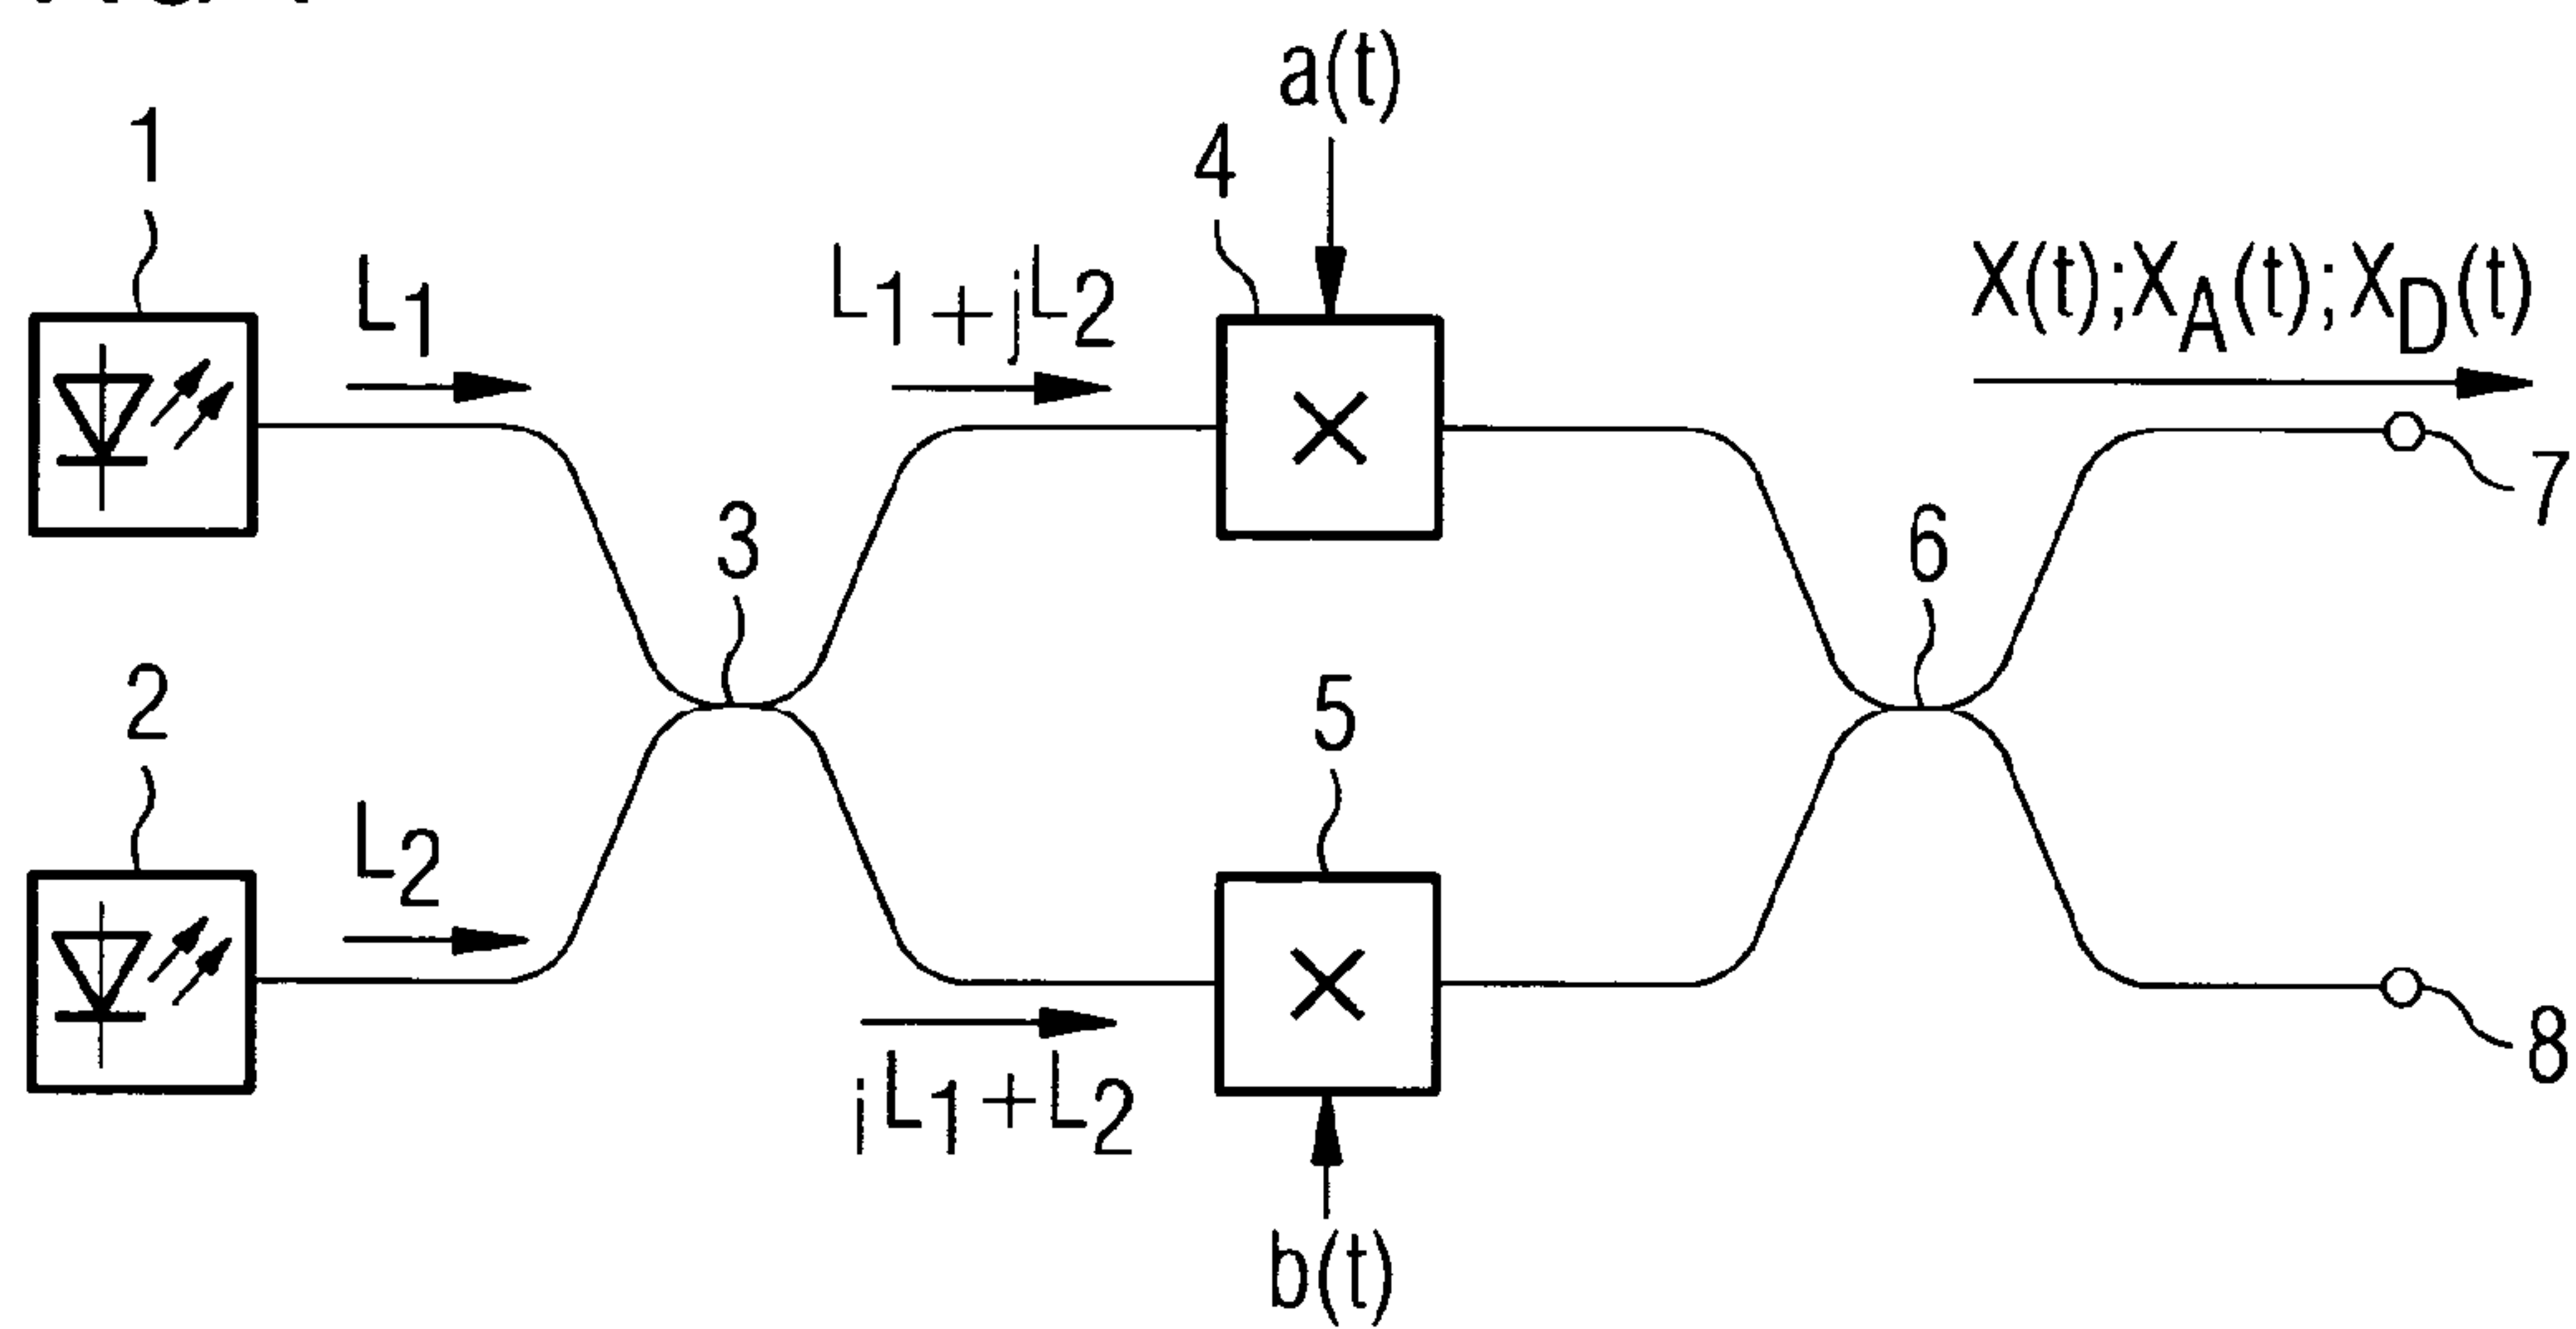 1
L1
L1+jL2
4
a(t)
X(t);XA(t);XD(t)
7
3
6
2
L2
5
jL1+L2
b(t)
8